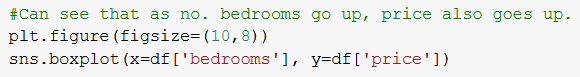 #Can see that as no. bedrooms go up, price also goes up.
plt.figure(figsize=(10,8))
sns.boxplot(x=df['bedrooms'], y=df['price'])